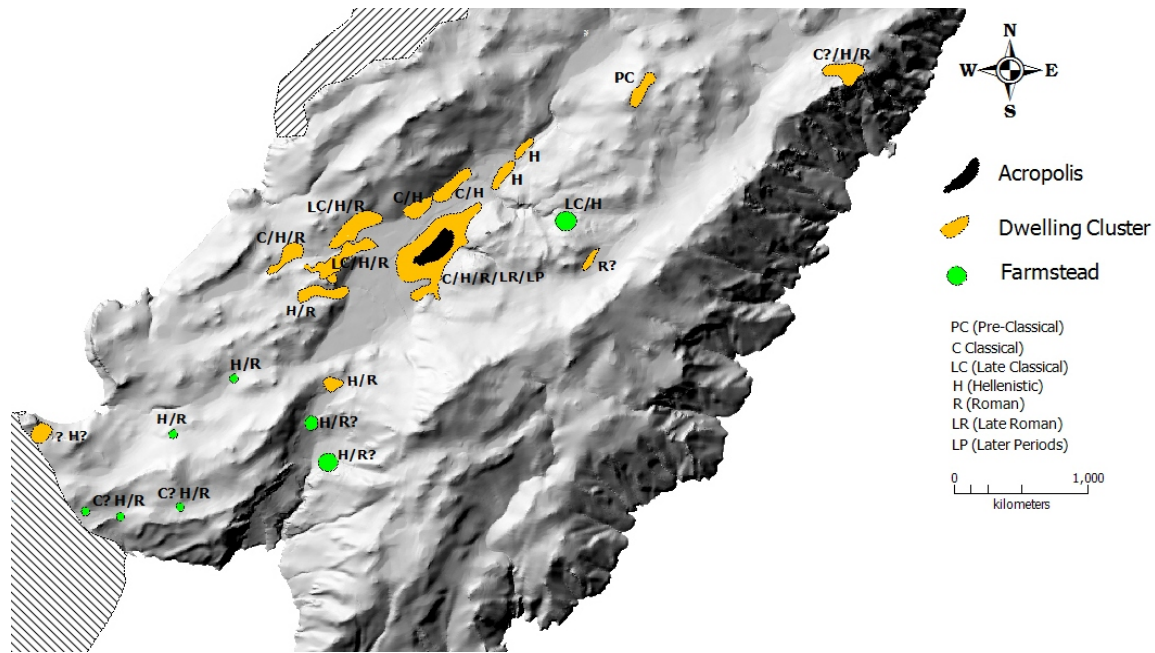 N
W E
S
C?/H/R
PC
H
H
C/H
C/H
LC/H/R
LC/H
C/H/R
LC/H/R
R?
C/H/R/LR/LP
H/R
H/R
H/R
H/R
H/R?
? H?
H/R?
C? H/R
C? H/R
Acropolis
Dwelling Cluster
Farmstead
PC (Pre-Classical)
C Classical)
LC (Late Classical)
H (Hellenistic)
R (Roman)
LR (Late Roman)
LP (Later Periods)
0 1,000
kilometers